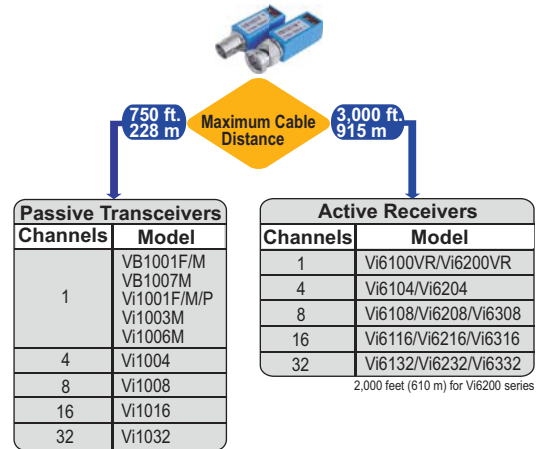 Maximum Cable
Distance
750 ft.
228 m
3,000 ft.
915 m
Passive Transceivers
Channels Model
1
VB1001F/M
VB1007M
Vi1001F/M/P
Vi1003M
Vi1006M
4 Vi1004
8 Vi1008
16 Vi1016
32 Vi1032
Active Receivers
Channels Model
1 Vi6100VR/Vi6200VR
4 Vi6104/Vi6204
8 Vi6108/Vi6208/Vi6308
16 Vi6116/Vi6216/Vi6316
32 Vi6132/Vi6232/Vi6332
2,000 feet (610 m) for Vi6200 series